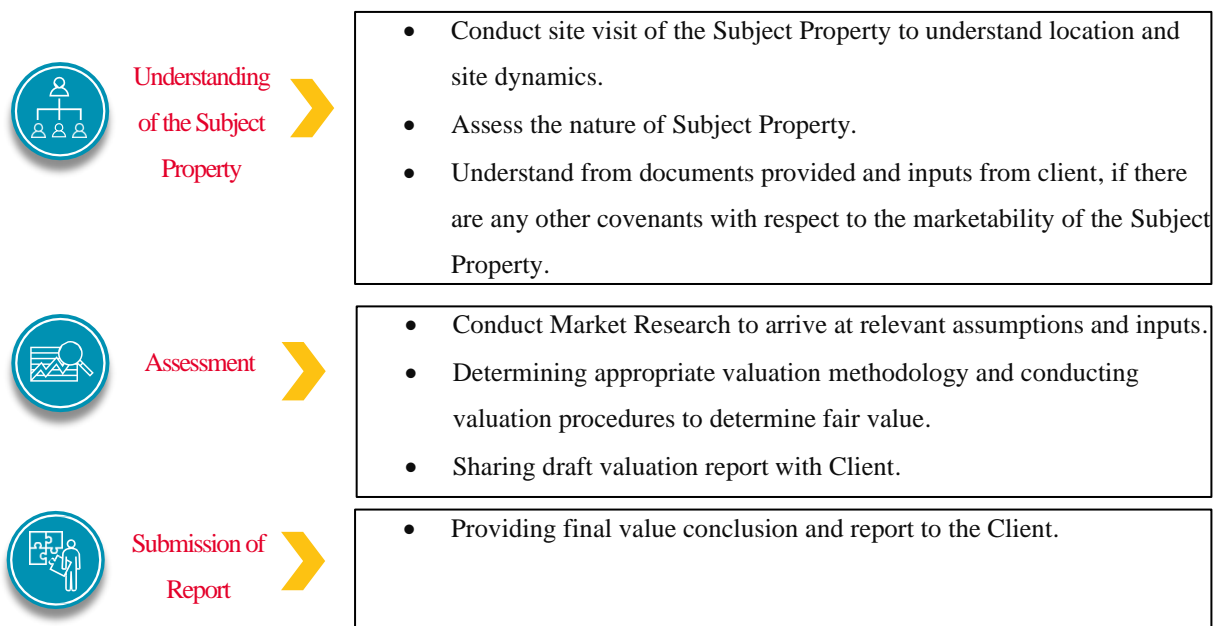 Understanding
of the Subject
Property
• Conduct site visit of the Subject Property to understand location and
site dynamics.
• Assess the nature of Subject Property.
• Understand from documents provided and inputs from client, if there
are any other covenants with respect to the marketability of the Subject
Property.
Assessment
• Conduct Market Research to arrive at relevant assumptions and inputs.
• Determining appropriate valuation methodology and conducting
valuation procedures to determine fair value.
• Sharing draft valuation report with Client.
Submission of
Report
• Providing final value conclusion and report to the Client.